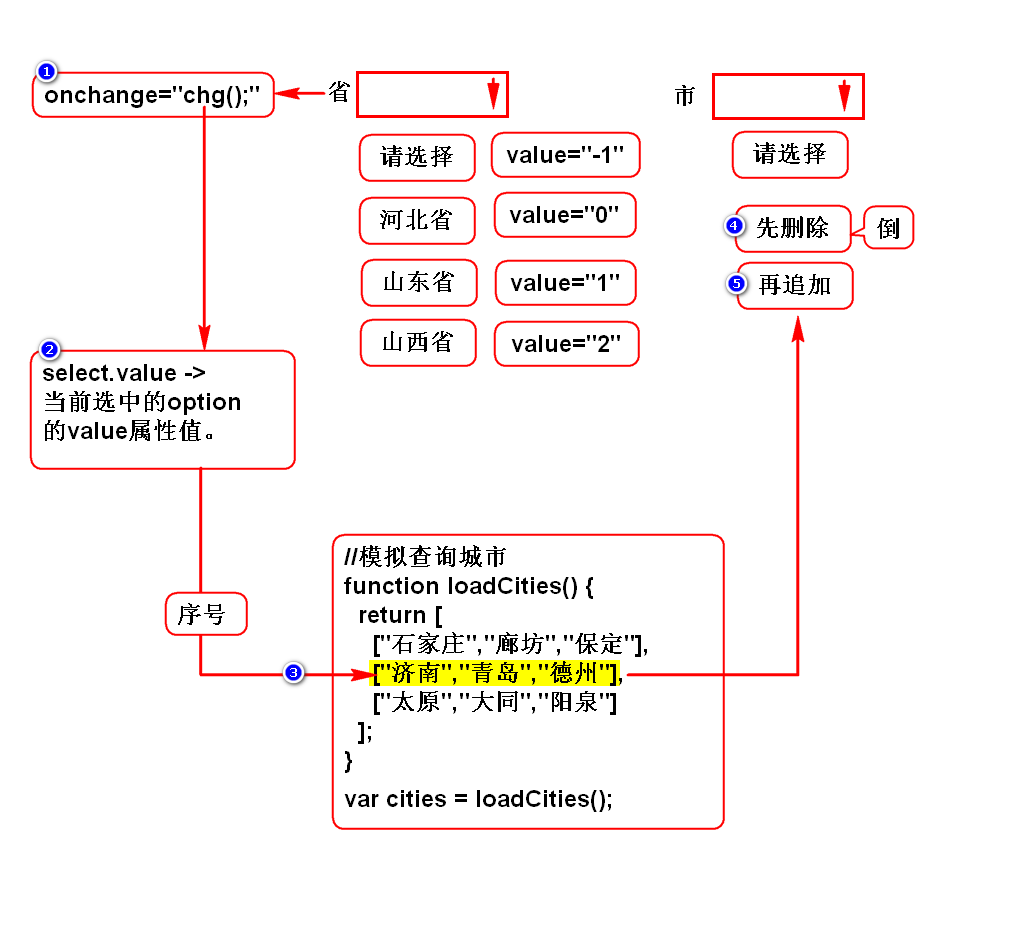 1
onchange="chg();"
省
市
请选择
value="-1"
请选择
河北省
value="0"
4
先删除
倒
山东省
value="1"
5
再追加
山西省
value="2"
2
select.value ->
当前选中的option
的value属性值。
序号
3
//模拟查询城市
function loadCities() {
return [
["石家庄","廊坊","保定"],
["济南","青岛","德州"],
["太原","大同","阳泉"]
];
}
var cities = loadCities();